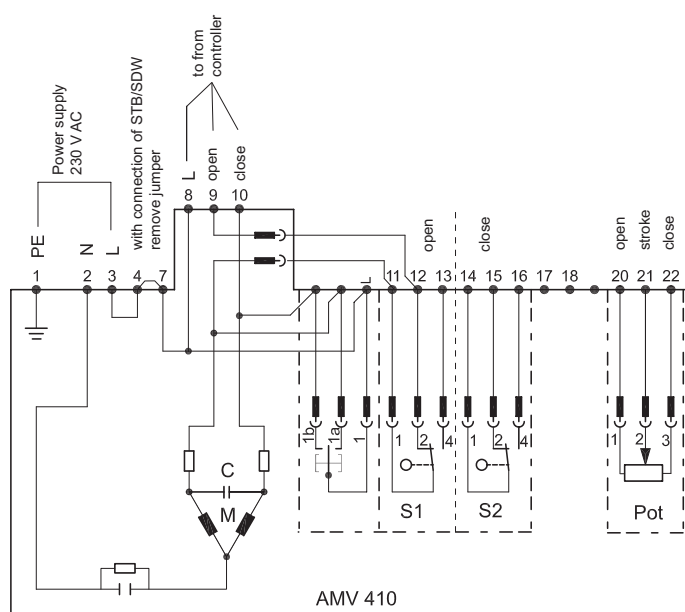 to from
controller
Power supply
230 V AC
with connection of STB/SDW
remove jumper
L
open
close
8 9 10
PE
N
L
1 2 3 4 7
L
11 12 13 14 15 16 17 18 20 21 22
open
close
open
stroke
close
1b 1a 1
1 2 4
1 2 4
1 2 3
S1
S2
Pot
C
M
AMV 410